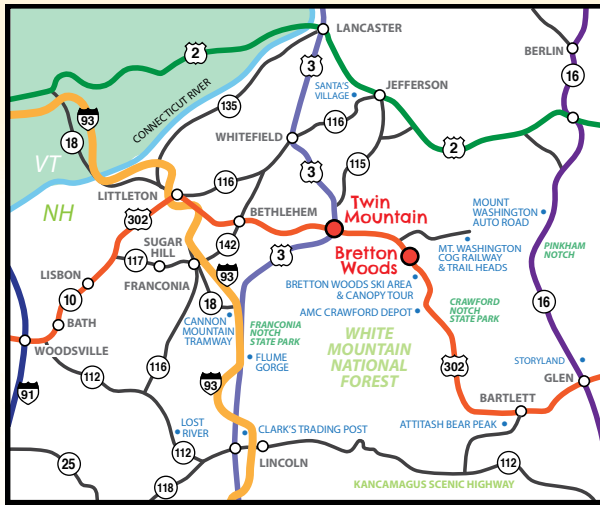 LANCASTER
2
3
BERLIN
16
SANTA'S
VILLAGE
JEFFERSON
93
CONNECTICUT RIVER
135
18
WHITEFIELD
116
2
VT
116
3
115
LITTLETON
NH
302
BETHLEHEM
Twin
Mountain
MOUNT
WASHINGTON
AUTO ROAD
142
SUGAR
HILL
117
3
Bretton
Woods
MT. WASHINGTON
COG RAILWAY
& TRAIL HEADS
PINKHAM
NOTCH
LISBON
93
FRANCONIA
BRETTON WOODS SKI AREA
& CANOPY TOUR
10
18
16
CANNON
MOUNTAIN
TRAMWAY
AMC CRAWFORD DEPOT
CRAWFORD
NOTCH
STATE PARK
BATH
FRANCONIA
NOTCH
STATE PARK
WHITE
MOUNTAIN
NATIONAL
FOREST
WOODSVILLE
FLUME
GORGE
116
302
STORYLAND
112
93
GLEN
91
BARTLETT
LOST
RIVER
CLARK'S TRADING POST
ATTITASH BEAR PEAK
112
25
LINCOLN
112
118
KANCAMAGUS SCENIC HIGHWAY